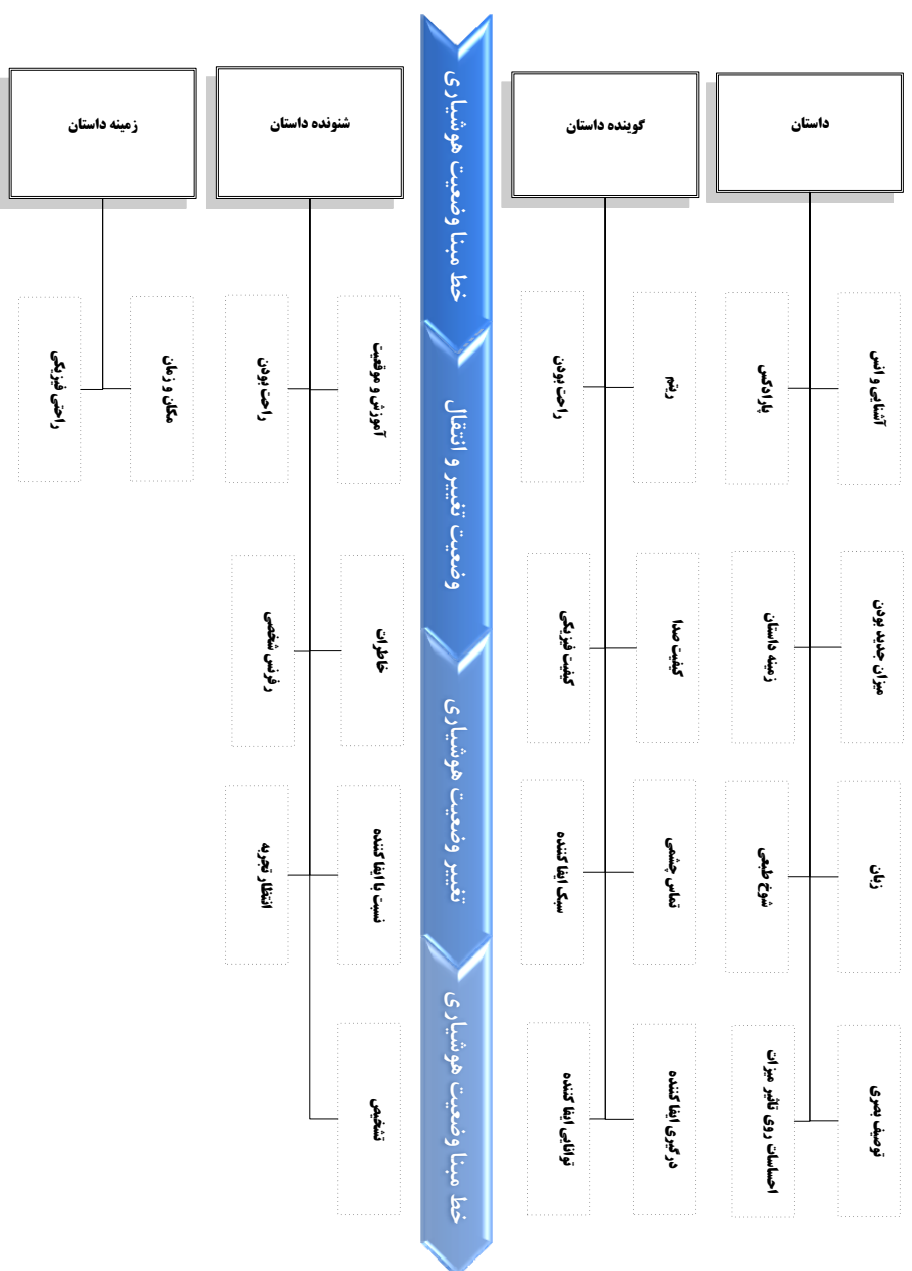 داستان
گوینده داستان
شنونده داستان
زمینه داستان
خط مبنا وضعیت هوشیاری
وضعیت تغییر و انتقال
تغییر وضعیت هوشیاری
خط مبنا وضعیت هوشیاری
آشنایی و انس
پارادکس
میزان جدید بودن
زمینه داستان
زبان
شوخ طبعی
توصیف بصری
احساسات روی تاثیر میزات
ریتم
راحت بودن
کیفیت صدا
کیفیت فیزیکی
تماس چشمی
سبک ایفا کننده
درگیری ایفا کننده
توانایی ایفا کننده
آموزش و موقعیت
راحت بودن
خاطرات
رفرنس شخصی
نسبت با ایفا کننده
انتظار تجربه
تشخیص
مکان و زمان
راحتی فیزیکی